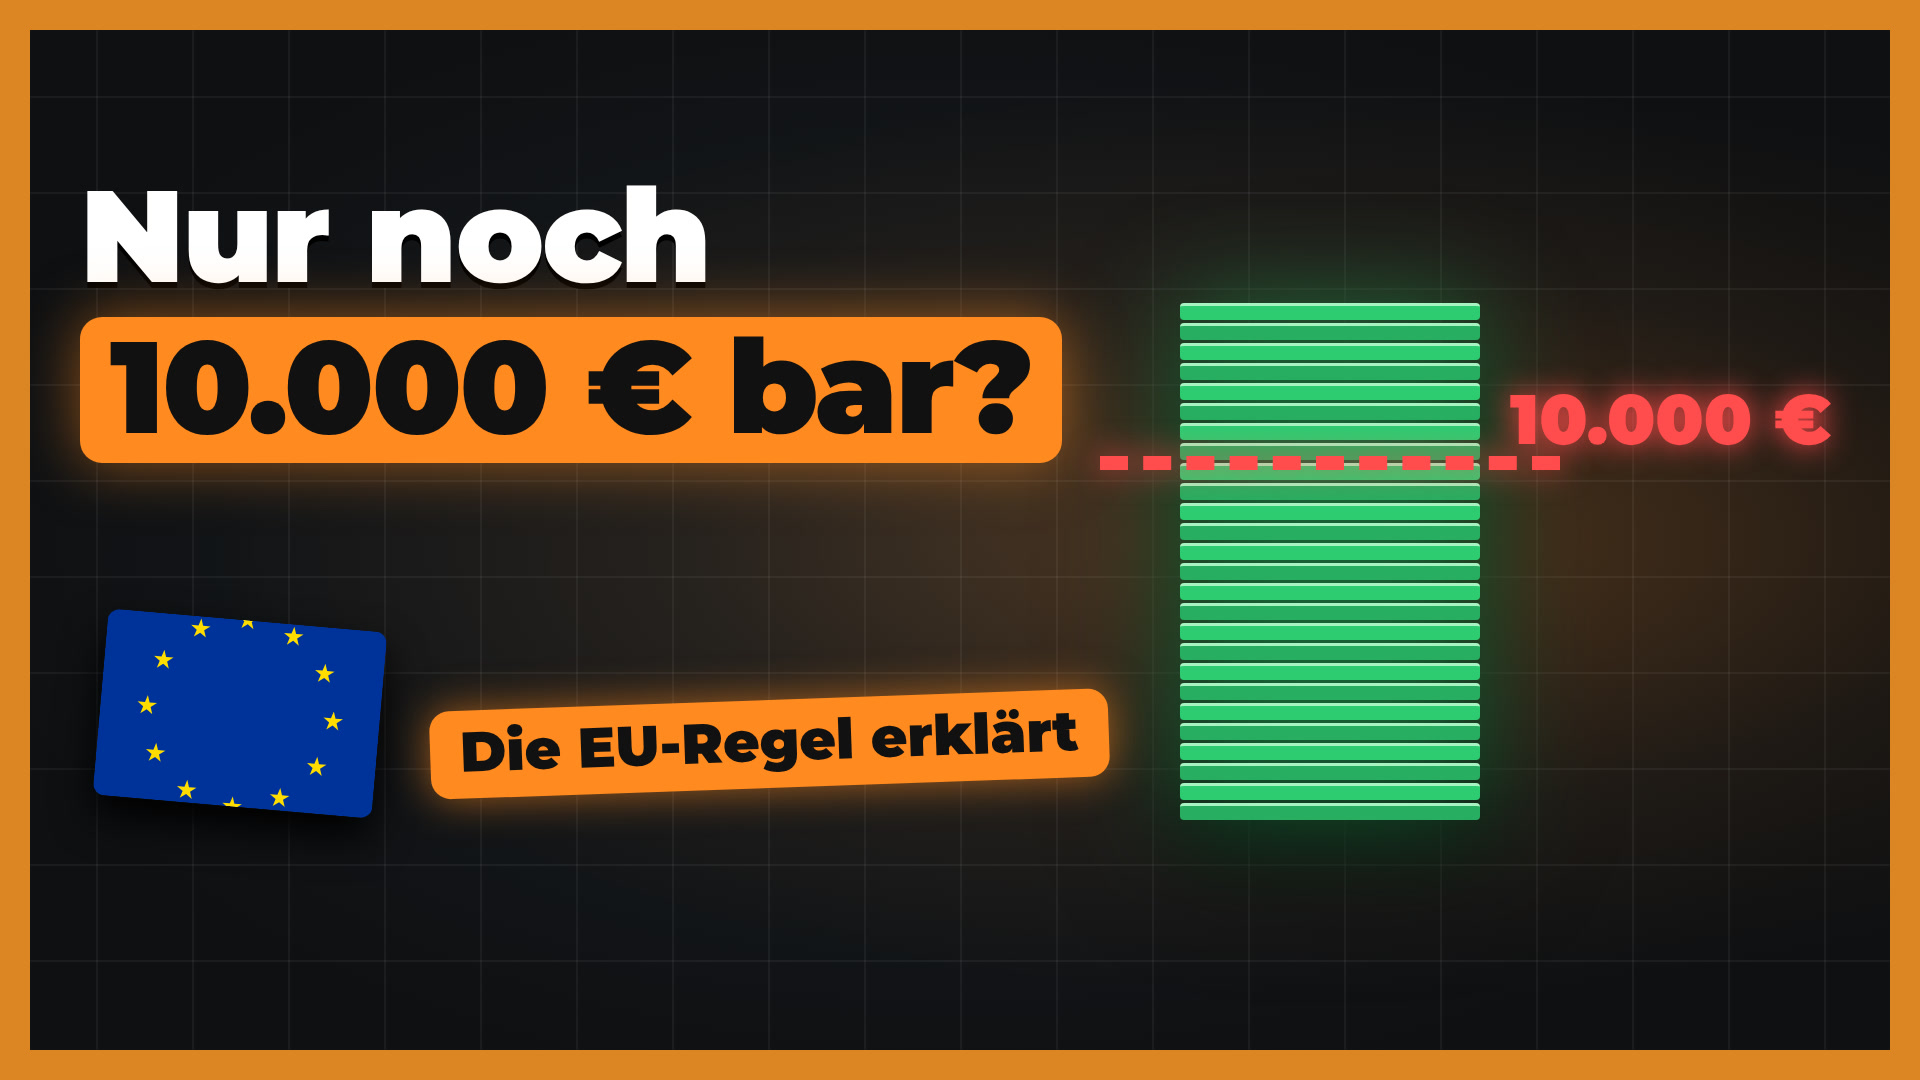 Nur noch
10.000 € bar?
10.000 €
Die EU-Regel erklärt